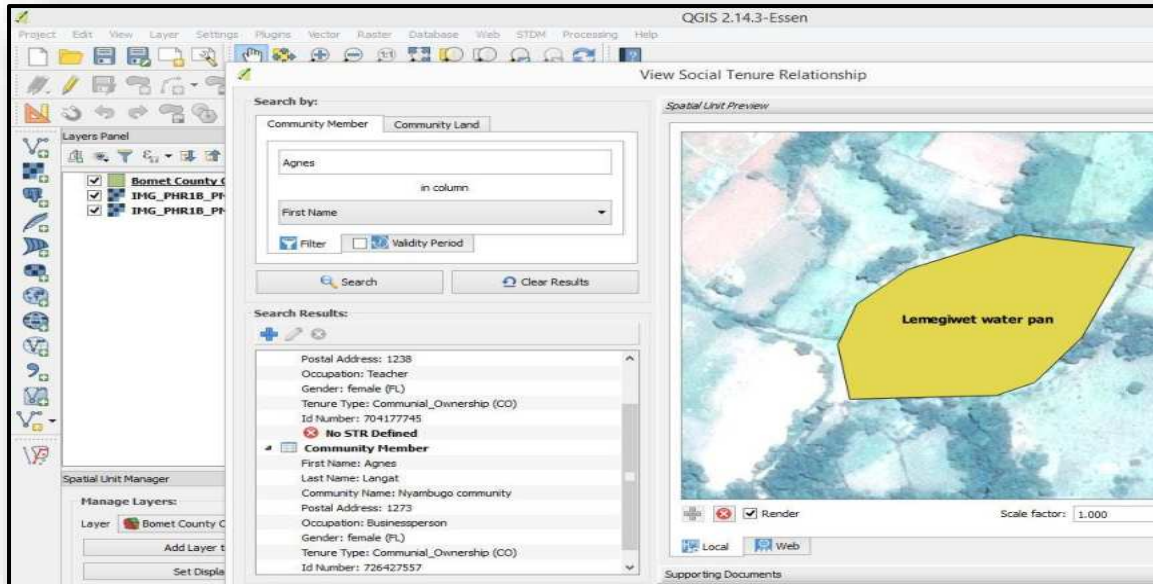 QGIS 2.14.3-Essen
Project Edit View Layer Settings Plugins Vector Raster Database Web STDM Processing Help
View Social Tenure Relationship
Layers Panel
Bomet County C
IMG_PHR1B_P
IMG_PHR1B_P
Spatial Unit Manager
Manage Layers:
Layer Bomet County C
Add Layer t
Set Displa
Search by:
Community Member Community Land
Agnes
in column
First Name
Filter Validity Period
Search Clear Results
Search Results:
Postal Address: 1238
Occupation: Teacher
Gender: female (FL)
Tenure Type: Communial_Ownership (CO)
Id Number: 704177745
No STR Defined
Community Member
First Name: Agnes
Last Name: Langat
Community Name: Nyambugo community
Postal Address: 1273
Occupation: Businessperson
Gender: female (FL)
Tenure Type: Communial_Ownership (CO)
Id Number: 726427557
Spatial Unit Preview
Lemegiwet water pan
Render Scale factor: 1.000
Local Web
Supporting Documents